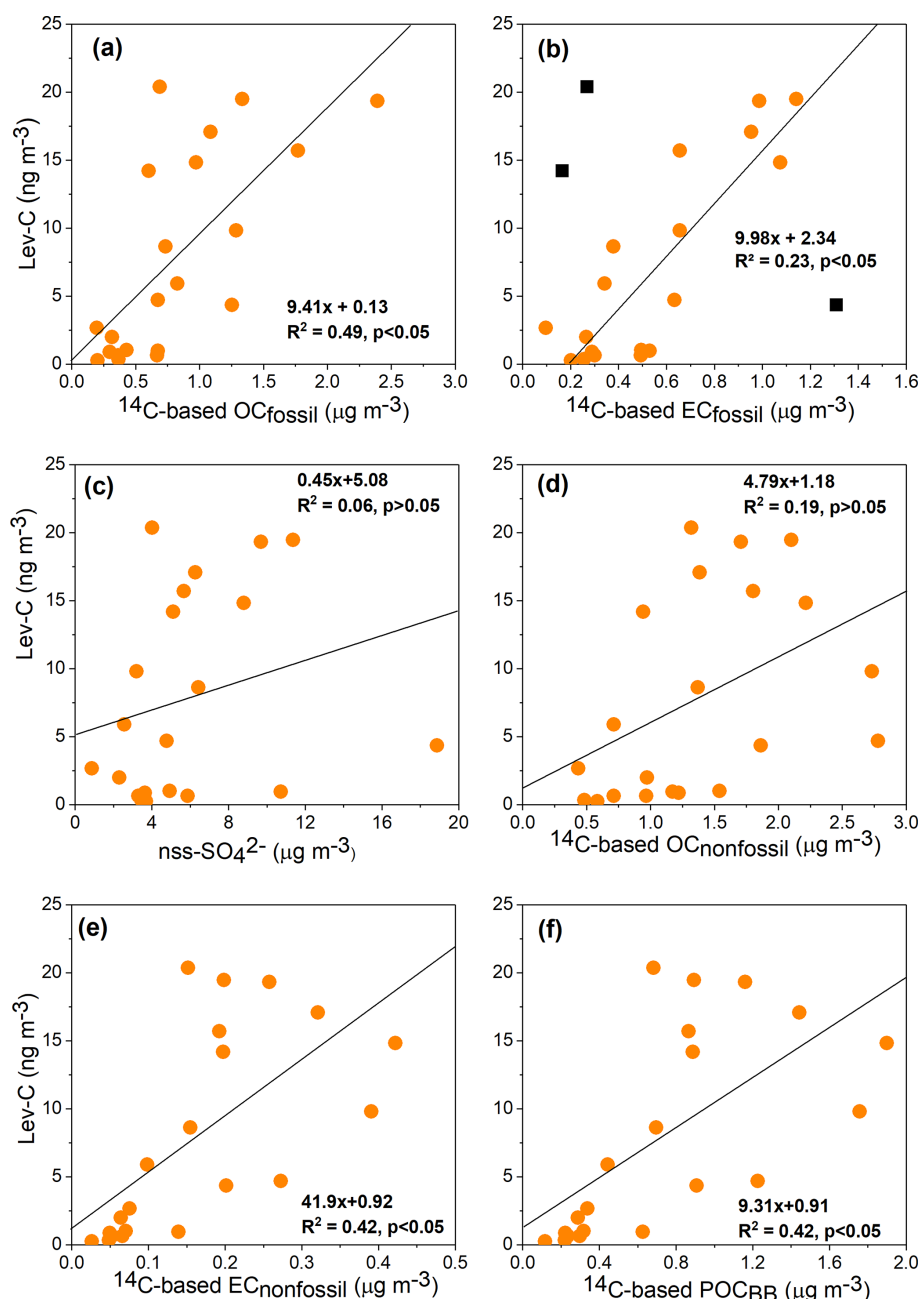 (a)
25
20
15
10
5
0
Lev-C (ng m-3)
9.41x + 0.13
R2 = 0.49, p<0.05
0.0 0.5 1.0 1.5 2.0 2.5 3.0
14C-based OCfossil (μg m-3)
(b)
25
20
15
10
5
0
9.98x + 2.34
R² = 0.23, p<0.05
0.0 0.2 0.4 0.6 0.8 1.0 1.2 1.4 1.6
14C-based ECfossil (μg m-3)
(c)
25
20
15
10
5
0
Lev-C (ng m-3)
0.45x+5.08
R2 = 0.06, p>0.05
4 8 12 16 20
nss-SO42- (μg m-3)
(d)
25
20
15
10
5
0
4.79x+1.18
R2 = 0.19, p>0.05
0.0 0.5 1.0 1.5 2.0 2.5 3.0
14C-based OCnonfossil (μg m-3)
(e)
25
20
15
10
5
0
Lev-C (ng m-3)
41.9x+0.92
R2 = 0.42, p<0.05
0.0 0.1 0.2 0.3 0.4 0.5
14C-based ECnonfossil (μg m-3)
(f)
25
20
15
10
5
0
9.31x+0.91
R2 = 0.42, p<0.05
0.0 0.4 0.8 1.2 1.6 2.0
14C-based POCBB (μg m-3)